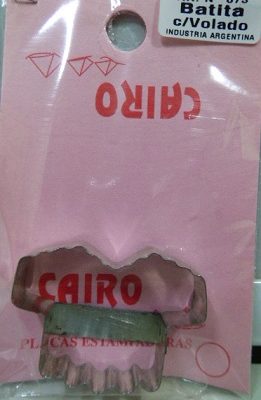 Batita
c/Volado
INDUSTRIA ARGENTINA
CAIRO
CAIRO
PLACAS ESTAMPADORAS